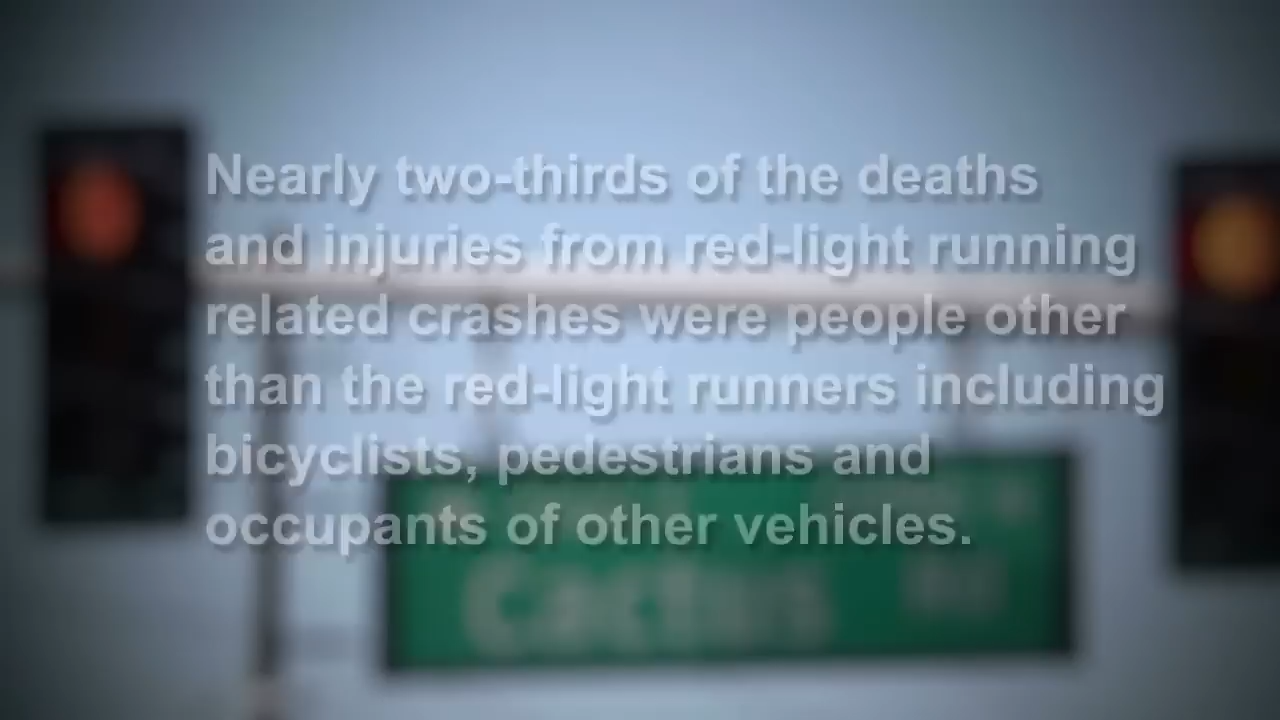 Nearly two-thirds of the deaths
and injuries from red-light running
related crashes were people other
than the red-light runners including
bicyclists, pedestrians and
occupants of other vehicles.
Cactus